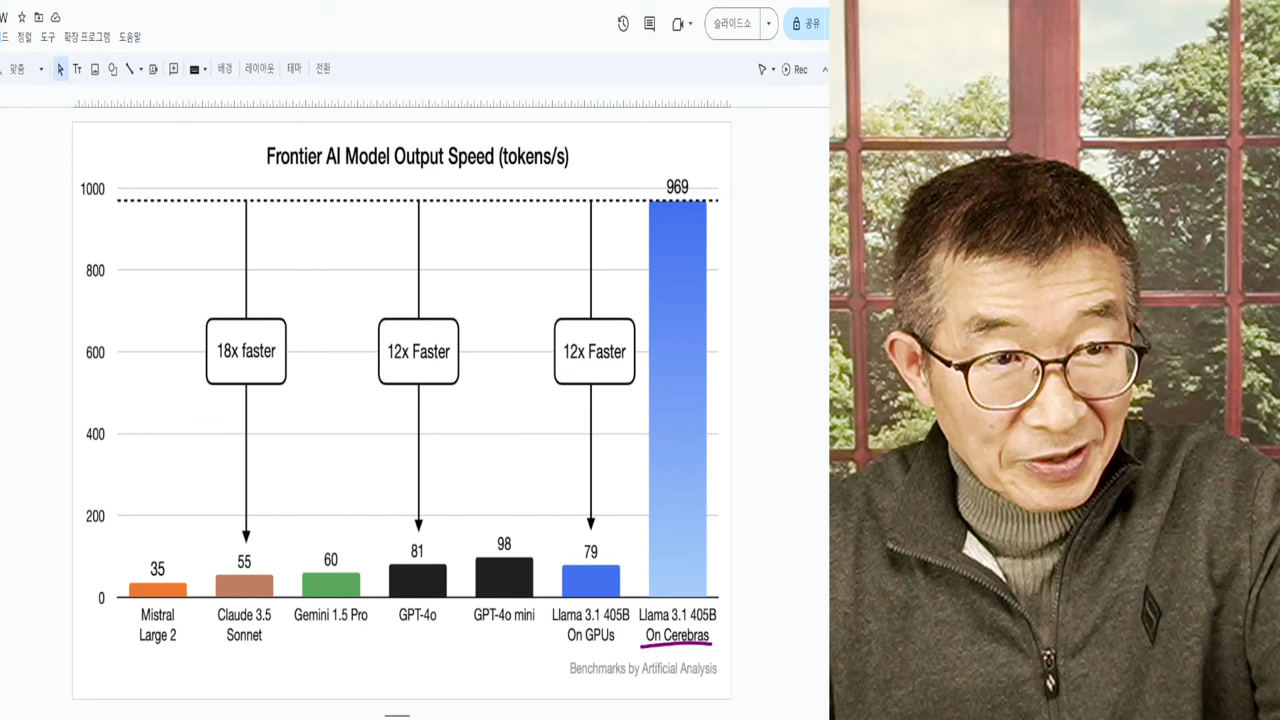 정렬 도구 확장 프로그램 도움말
슬라이드쇼
공유
맞춤
Tт
배경 레이아웃 테마 전환
Rec
Frontier AI Model Output Speed (tokens/s)
1000
800
600
400
200
0
969
18x faster
12x Faster
12x Faster
35
55
60
81
98
79
Mistral
Large 2
Claude 3.5
Sonnet
Gemini 1.5 Pro
GPT-4o
GPT-4o mini
Llama 3.1 405B
On GPUs
Llama 3.1 405B
On Cerebras
Benchmarks by Artificial Analysis